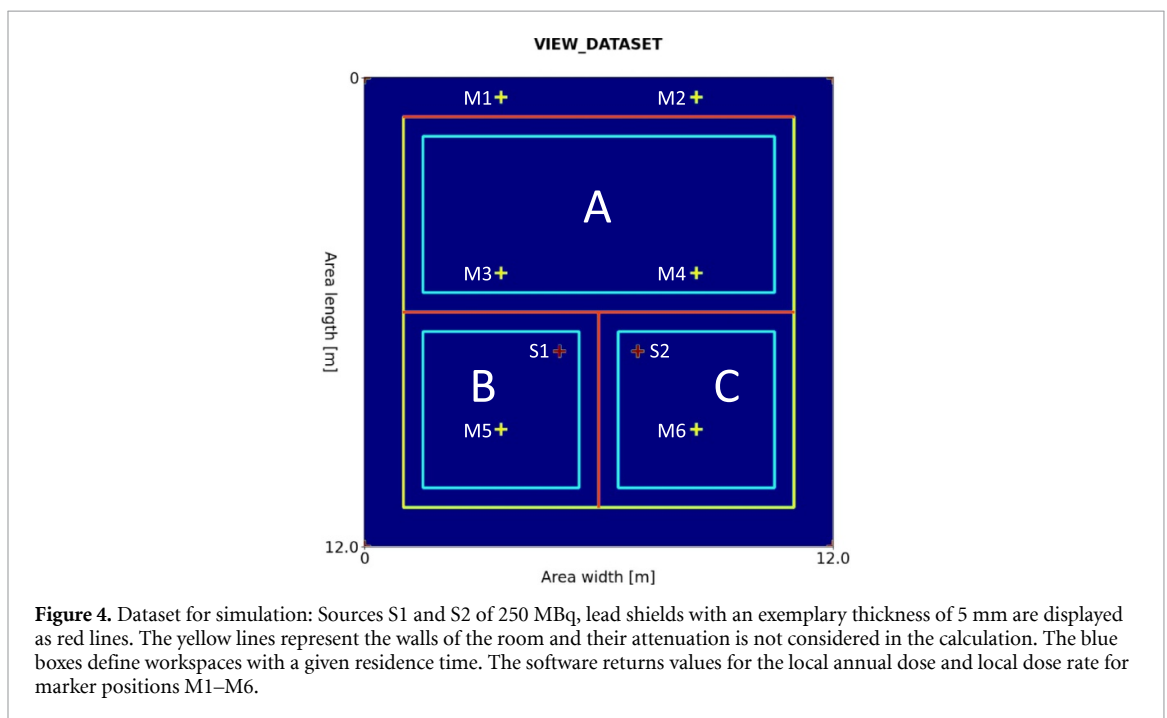 VIEW_DATASET
0
M1
M2
A
M3
M4
Area length [m]
S1
S2
B
C
M5
M6
12.0
0
12.0
Area width [m]
Figure 4. Dataset for simulation: Sources S1 and S2 of 250 MBq, lead shields with an exemplary thickness of 5 mm are displayed
as red lines. The yellow lines represent the walls of the room and their attenuation is not considered in the calculation. The blue
boxes define workspaces with a given residence time. The software returns values for the local annual dose and local dose rate for
marker positions M1–M6.